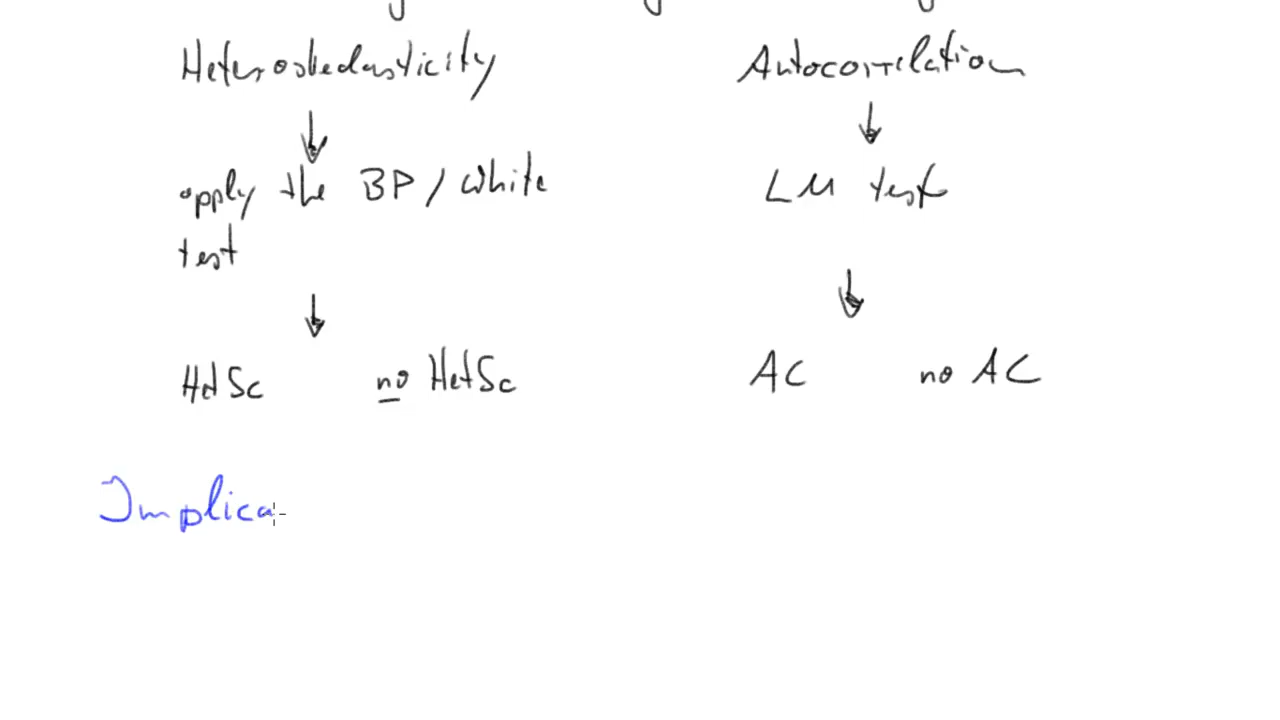 Heteroskedasticity Autocorrelation
apply the BP / White LM test
test
HetSc no HetSc AC no AC
Implica